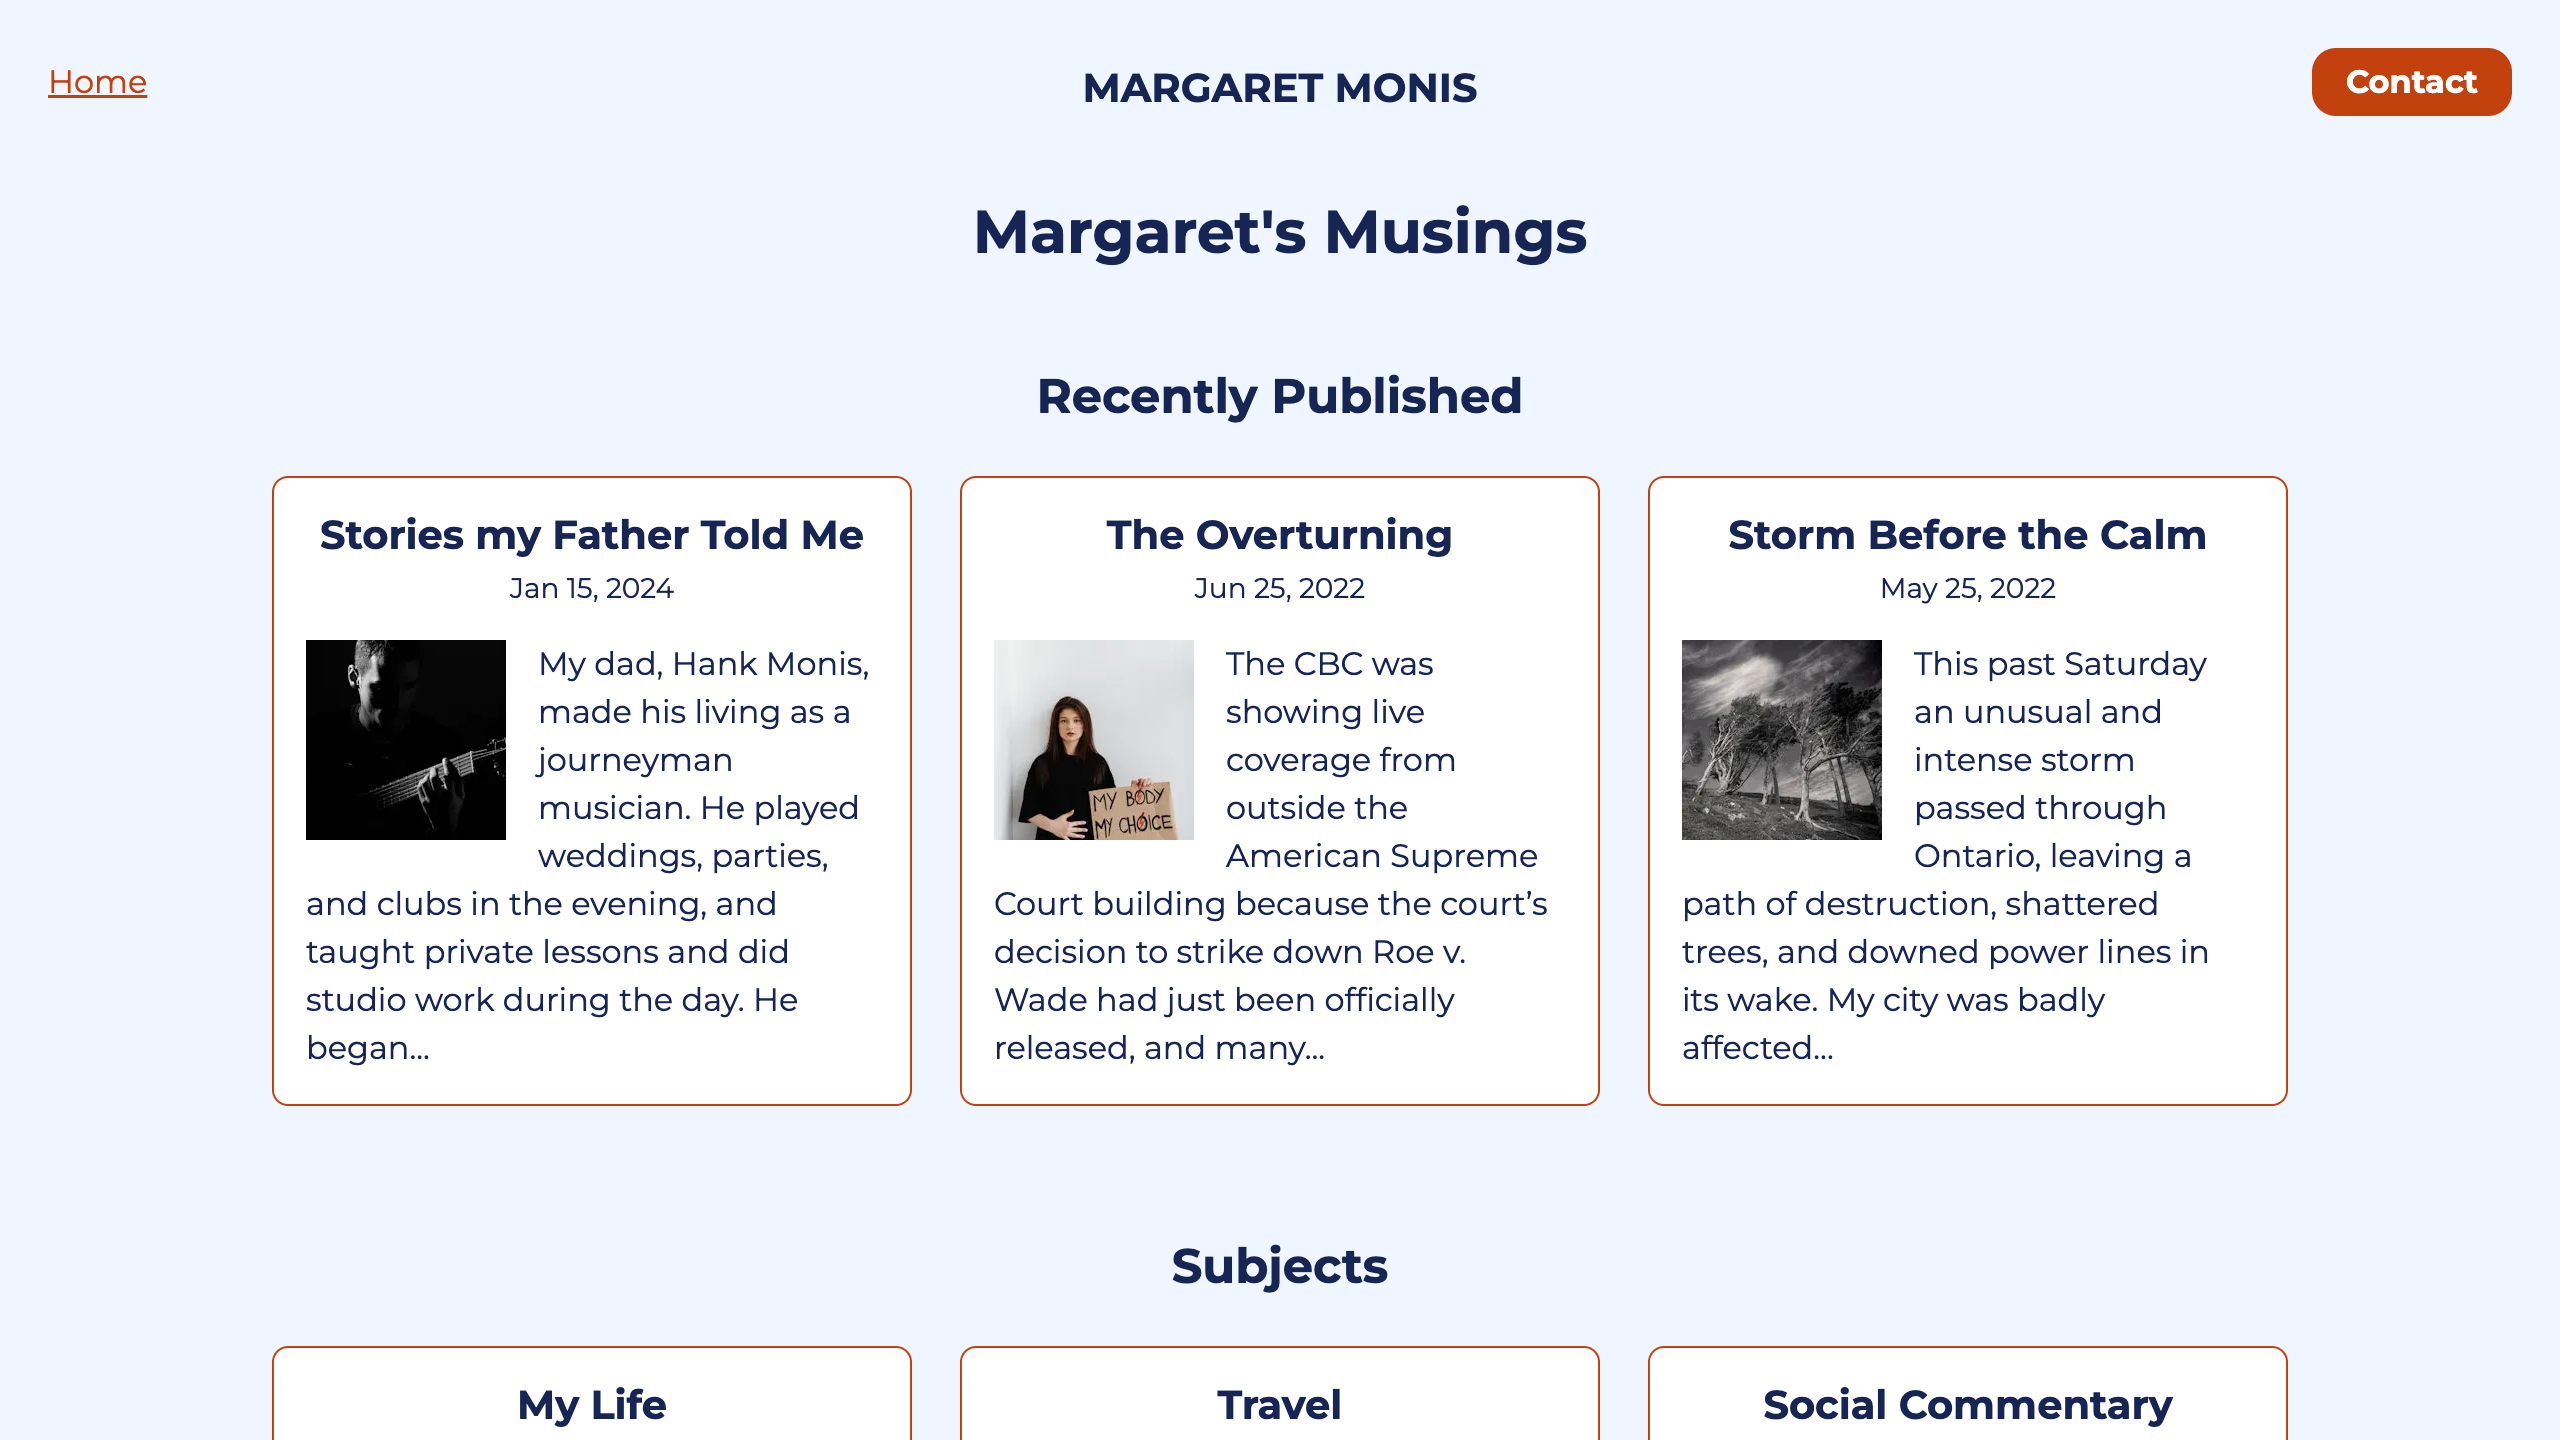 Home
MARGARET MONIS
Contact
Margaret's Musings
Recently Published
Stories my Father Told Me
Jan 15, 2024
My dad, Hank Monis,
made his living as a
journeyman
musician. He played
weddings, parties,
and clubs in the evening, and
taught private lessons and did
studio work during the day. He
began...
The Overturning
Jun 25, 2022
MY BODY
MY CHOICE
The CBC was
showing live
coverage from
outside the
American Supreme
Court building because the court’s
decision to strike down Roe v.
Wade had just been officially
released, and many...
Storm Before the Calm
May 25, 2022
This past Saturday
an unusual and
intense storm
passed through
Ontario, leaving a
path of destruction, shattered
trees, and downed power lines in
its wake. My city was badly
affected...
Subjects
My Life
Travel
Social Commentary